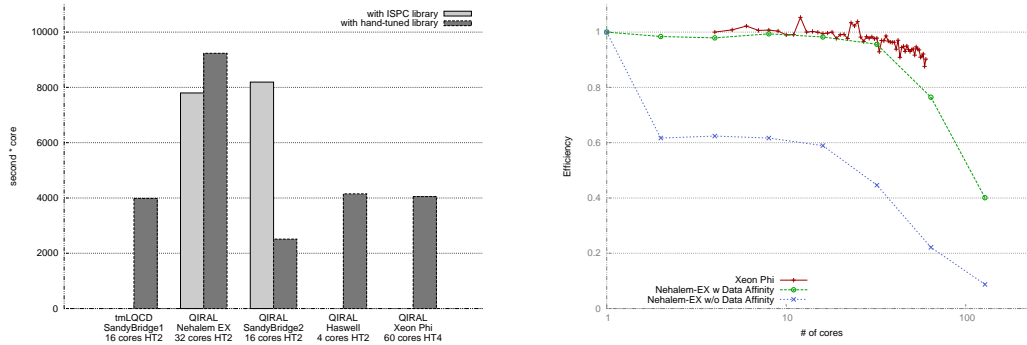 with ISPC library
with hand-tuned library
10000
8000
6000
4000
2000
0
second * core
tmLQCD
SandyBridge1
16 cores HT2
QIRAL
Nehalem EX
32 cores HT2
QIRAL
SandyBridge2
16 cores HT2
QIRAL
Haswell
4 cores HT2
QIRAL
Xeon Phi
60 cores HT4
1
0.8
0.6
0.4
0.2
0
Efficiency
Xeon Phi
Nehalem-EX w Data Affinity
Nehalem-EX w/o Data Affinity
1
10
100
# of cores